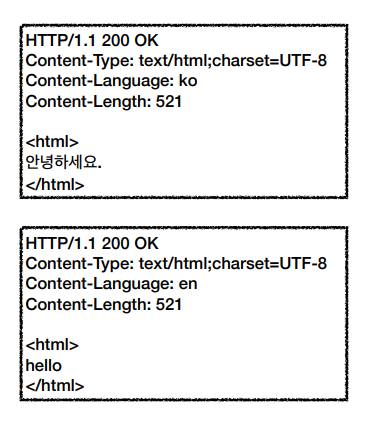 HTTP/1.1 200 OK
Content-Type: text/html;charset=UTF-8
Content-Language: ko
Content-Length: 521
<html>
안녕하세요.
</html>
HTTP/1.1 200 OK
Content-Type: text/html;charset=UTF-8
Content-Language: en
Content-Length: 521
<html>
hello
</html>